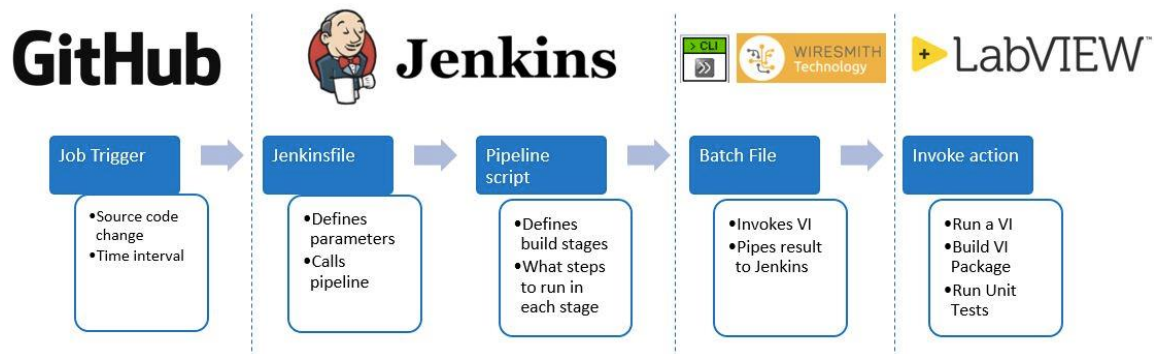 GitHub
Jenkins
> CLI
WIRESMITH
Technology
LabVIEW™
Job Trigger
•Source code
change
•Time interval
Jenkinsfile
•Defines
parameters
•Calls
pipeline
Pipeline
script
•Defines
build stages
•What steps
to run in
each stage
Batch File
•Invokes VI
•Pipes result
to Jenkins
Invoke action
•Run a VI
•Build VI
Package
•Run Unit
Tests